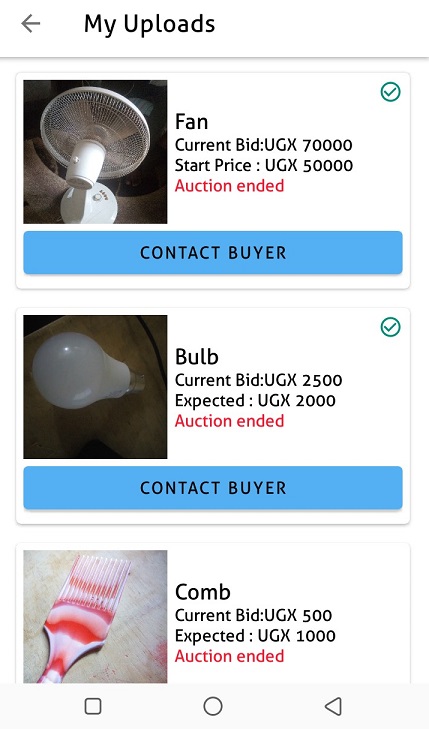 My Uploads
Fan
Current Bid:UGX 70000
Start Price : UGX 50000
Auction ended
CONTACT BUYER
Bulb
Current Bid:UGX 2500
Expected : UGX 2000
Auction ended
CONTACT BUYER
Comb
Current Bid:UGX 500
Expected : UGX 1000
Auction ended